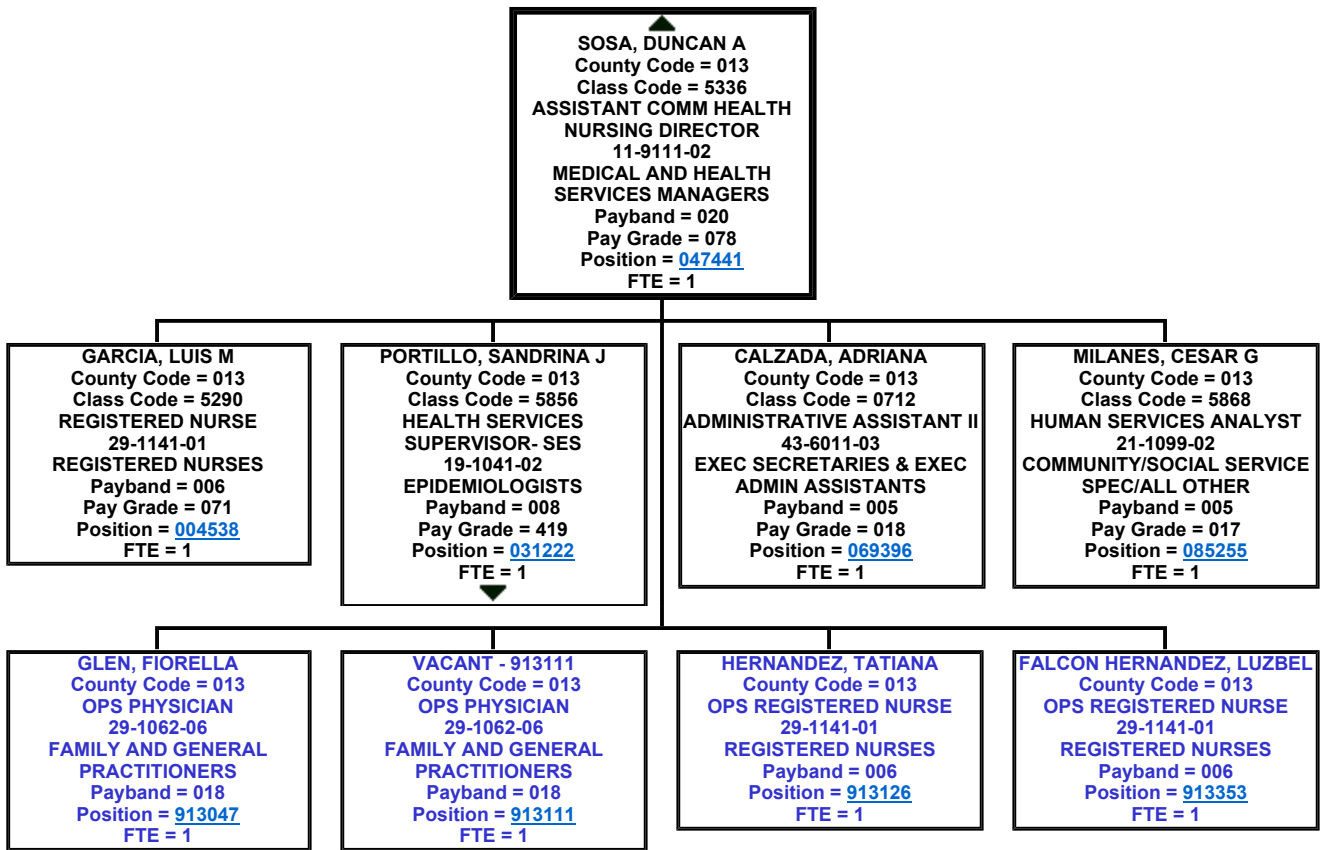 SOSA, DUNCAN A
County Code = 013
Class Code = 5336
ASSISTANT COMM HEALTH
NURSING DIRECTOR
11-9111-02
MEDICAL AND HEALTH
SERVICES MANAGERS
Payband = 020
Pay Grade = 078
Position = 047441
FTE = 1
GARCIA, LUIS M
County Code = 013
Class Code = 5290
REGISTERED NURSE
29-1141-01
REGISTERED NURSES
Payband = 006
Pay Grade = 071
Position = 004538
FTE = 1
PORTILLO, SANDRINA J
County Code = 013
Class Code = 5856
HEALTH SERVICES
SUPERVISOR- SES
19-1041-02
EPIDEMIOLOGISTS
Payband = 008
Pay Grade = 419
Position = 031222
FTE = 1
CALZADA, ADRIANA
County Code = 013
Class Code = 0712
ADMINISTRATIVE ASSISTANT II
43-6011-03
EXEC SECRETARIES & EXEC
ADMIN ASSISTANTS
Payband = 005
Pay Grade = 018
Position = 069396
FTE = 1
MILANES, CESAR G
County Code = 013
Class Code = 5868
HUMAN SERVICES ANALYST
21-1099-02
COMMUNITY/SOCIAL SERVICE
SPEC/ALL OTHER
Payband = 005
Pay Grade = 017
Position = 085255
FTE = 1
GLEN, FIORELLA
County Code = 013
OPS PHYSICIAN
29-1062-06
FAMILY AND GENERAL
PRACTITIONERS
Payband = 018
Position = 913047
FTE = 1
VACANT - 913111
County Code = 013
OPS PHYSICIAN
29-1062-06
FAMILY AND GENERAL
PRACTITIONERS
Payband = 018
Position = 913111
FTE = 1
HERNANDEZ, TATIANA
County Code = 013
OPS REGISTERED NURSE
29-1141-01
REGISTERED NURSES
Payband = 006
Position = 913126
FTE = 1
FALCON HERNANDEZ, LUZBEL
County Code = 013
OPS REGISTERED NURSE
29-1141-01
REGISTERED NURSES
Payband = 006
Position = 913353
FTE = 1